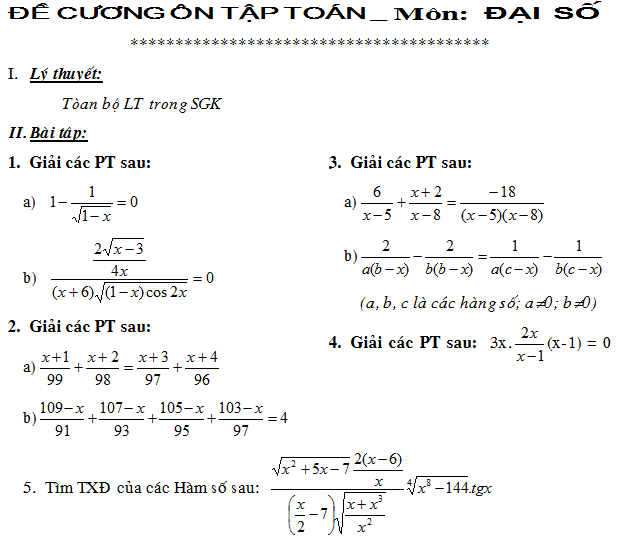 ĐỀ CƯƠNG ÔN TẬP TOÁN _ Môn: ĐẠI SỐ
****************************************
I. Lý thuyết:
Tòan bộ LT trong SGK
II. Bài tâp:
1. Giải các PT sau:
a) 1 - 1/√(1-x) = 0
b) (2√(x-3)/4x)/((x+6)√((1-x)cos2x)) = 0
2. Giải các PT sau:
a) (x+1)/99 + (x+2)/98 = (x+3)/97 + (x+4)/96
b) (109-x)/91 + (107-x)/93 + (105-x)/95 + (103-x)/97 = 4
3. Giải các PT sau:
a) 6/(x-5) + (x+2)/(x-8) = -18/((x-5)(x-8))
b) 2/(a(b-x)) - 2/(b(b-x)) = 1/(a(c-x)) - 1/(b(c-x))
(a, b, c là các hàng số; a≠0; b≠0)
4. Giải các PT sau: 3x. 2x/(x-1) (x-1) = 0
5. Tìm TXĐ của các Hàm số sau: (√(x²+5x-7) 2(x-6)/x)/((x/2 - 7)√((x+x³)/x²)) ⁴√(x⁸-144).tgx